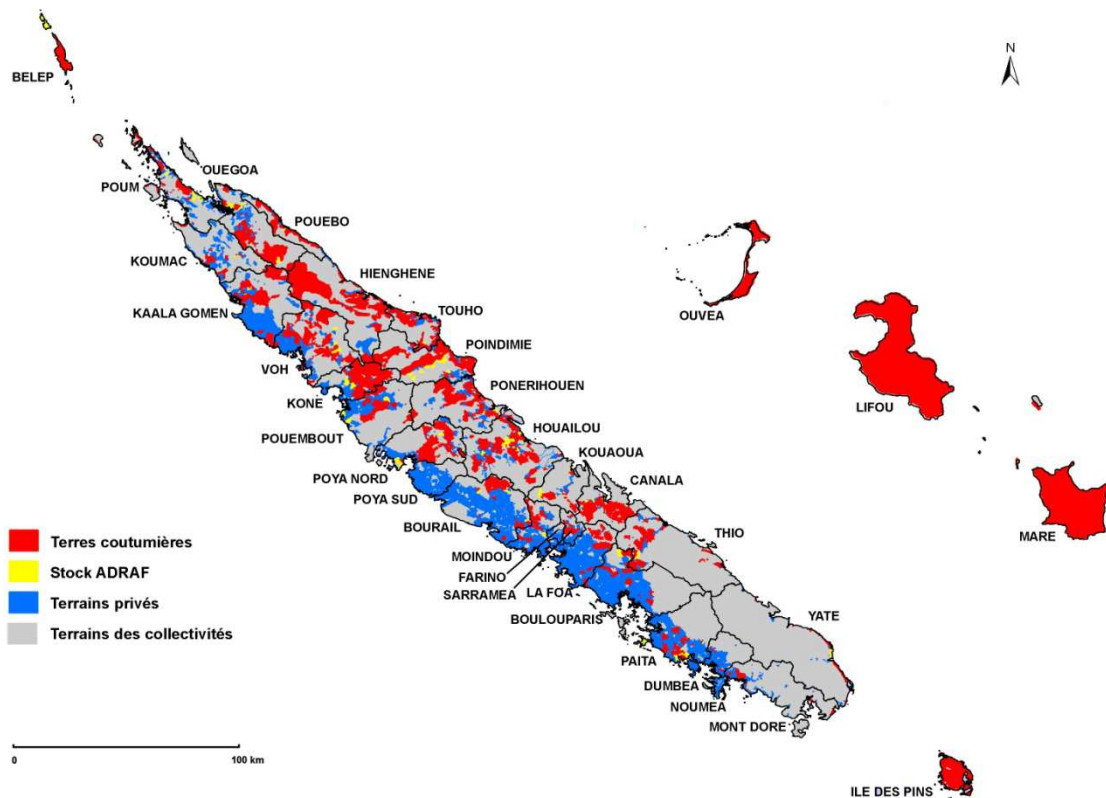 N
BELEP
OUEGOA
POUM
POUEBO
KOUMAC
HIENGHENE
KAALA GOMEN
TOUHO
OUVEA
POINDIMIE
VOH
PONERIHOUEN
KONE
LIFOU
HOUAILOU
POUEMBOUT
KOUAOUA
POYA NORD
CANALA
POYA SUD
BOURAIL
THIO
MARE
MOINDOU
FARINO
SARRAMEA
LA FOA
BOULOUPARIS
YATE
PAITA
DUMBEA
NOUMEA
MONT DORE
ILE DES PINS
Terres coutumières
Stock ADRAF
Terrains privés
Terrains des collectivités
0 100 km